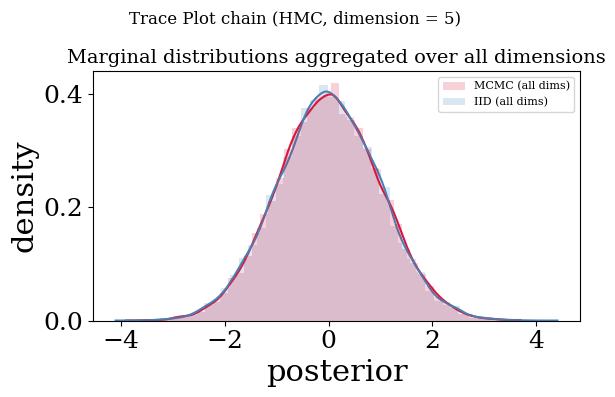 Trace Plot chain (HMC, dimension = 5)
Marginal distributions aggregated over all dimensions
MCMC (all dims)
IID (all dims)
density
0.4
0.2
0.0
−4 −2 0 2 4
posterior